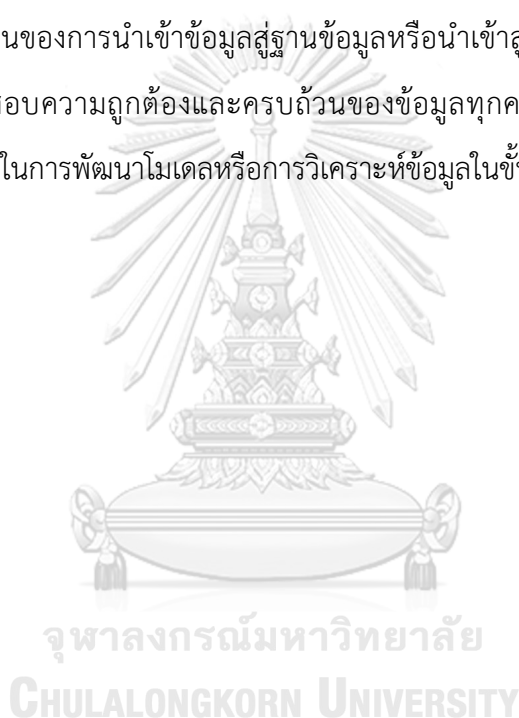 นของการนำเข้าข้อมูลสู่ฐานข้อมูลหรือนำเข้าสู
อบความถูกต้องและครบถ้วนของข้อมูลทุกค
ในการพัฒนาโมเดลหรือการวิเคราะห์ข้อมูลในขั้
จุฬาลงกรณ์มหาวิทยาลัย
CHULALONGKORN UNIVERSITY